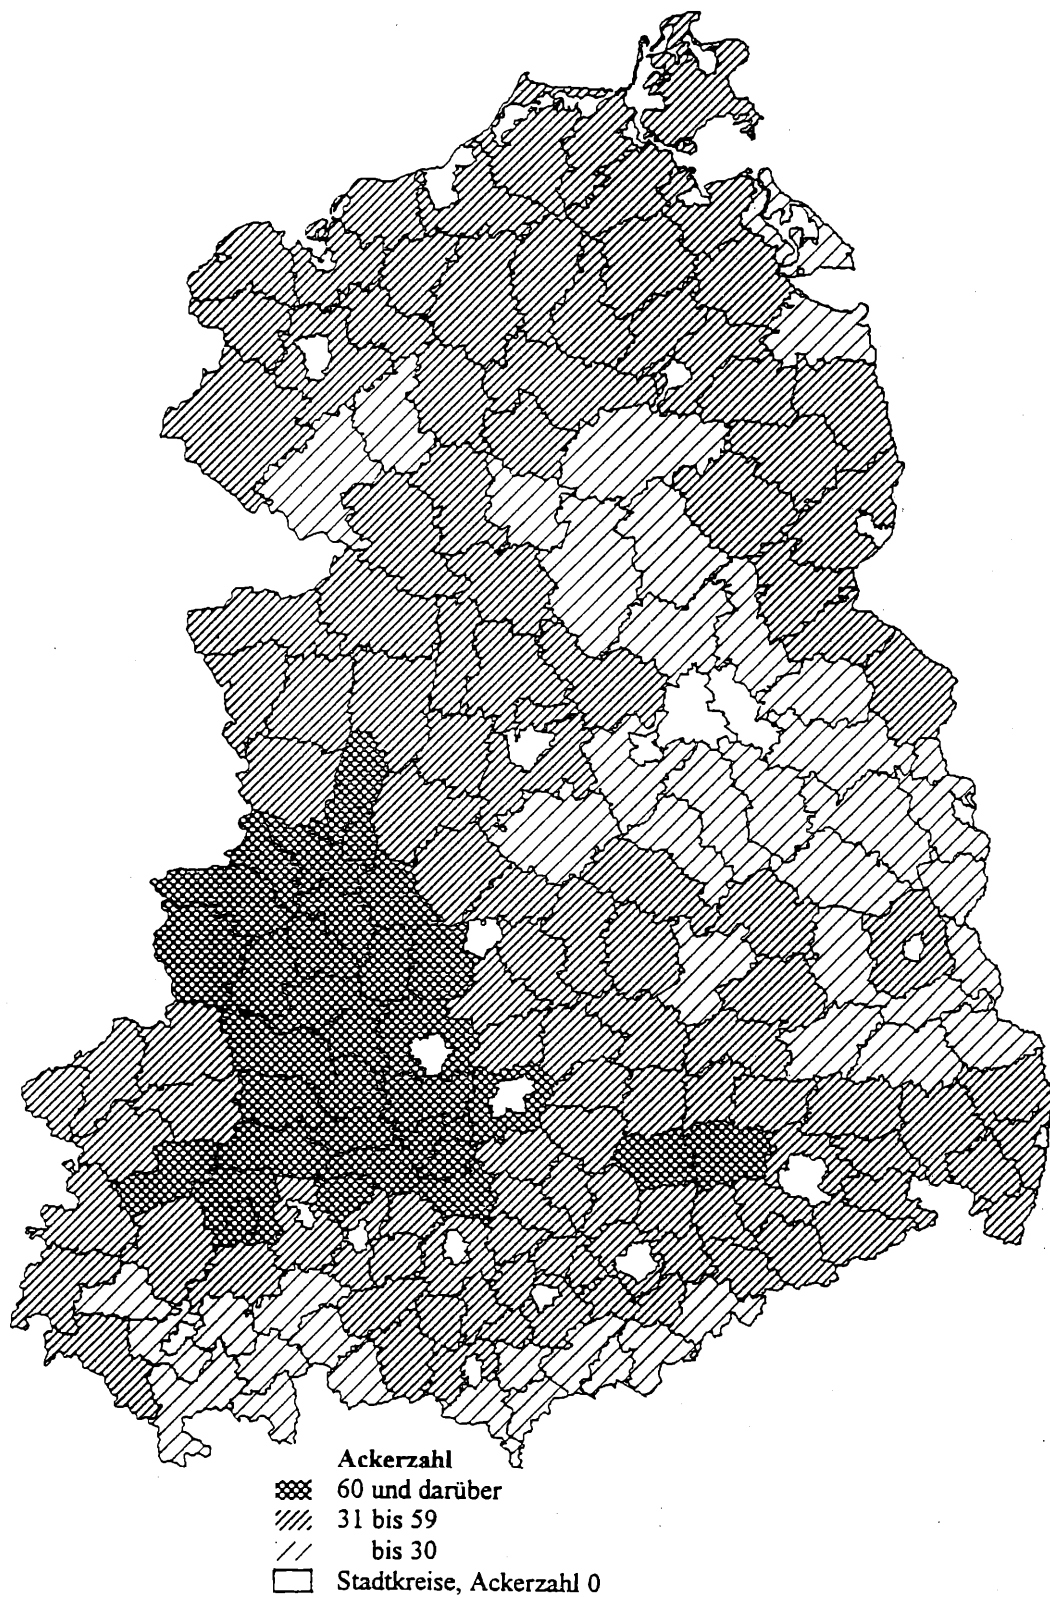 Ackerzahl
60 und darüber
31 bis 59
bis 30
Stadtkreise, Ackerzahl 0